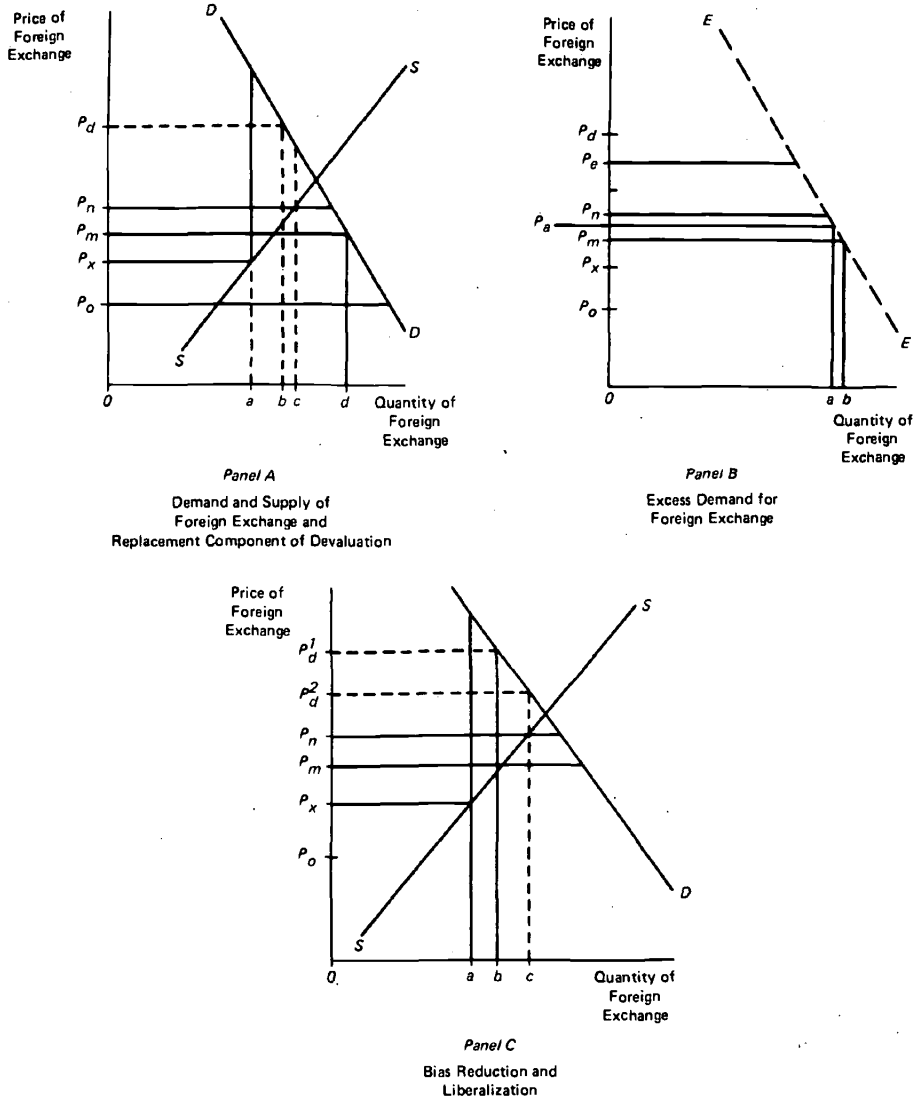 Price of
Foreign
Exchange
D
S
P_d
P_n
P_m
P_x
P_o
S
D
0
a
b
c
d
Quantity of
Foreign
Exchange
Panel A
Demand and Supply of
Foreign Exchange and
Replacement Component of Devaluation
Price of
Foreign
Exchange
E
P_d
P_e
P_n
P_a
P_m
P_x
P_o
E
0
a
b
Quantity of
Foreign
Exchange
Panel B
Excess Demand for
Foreign Exchange
Price of
Foreign
Exchange
S
P_d^1
P_d^2
P_n
P_m
P_x
P_o
D
S
0
a
b
c
Quantity of
Foreign
Exchange
Panel C
Bias Reduction and
Liberalization